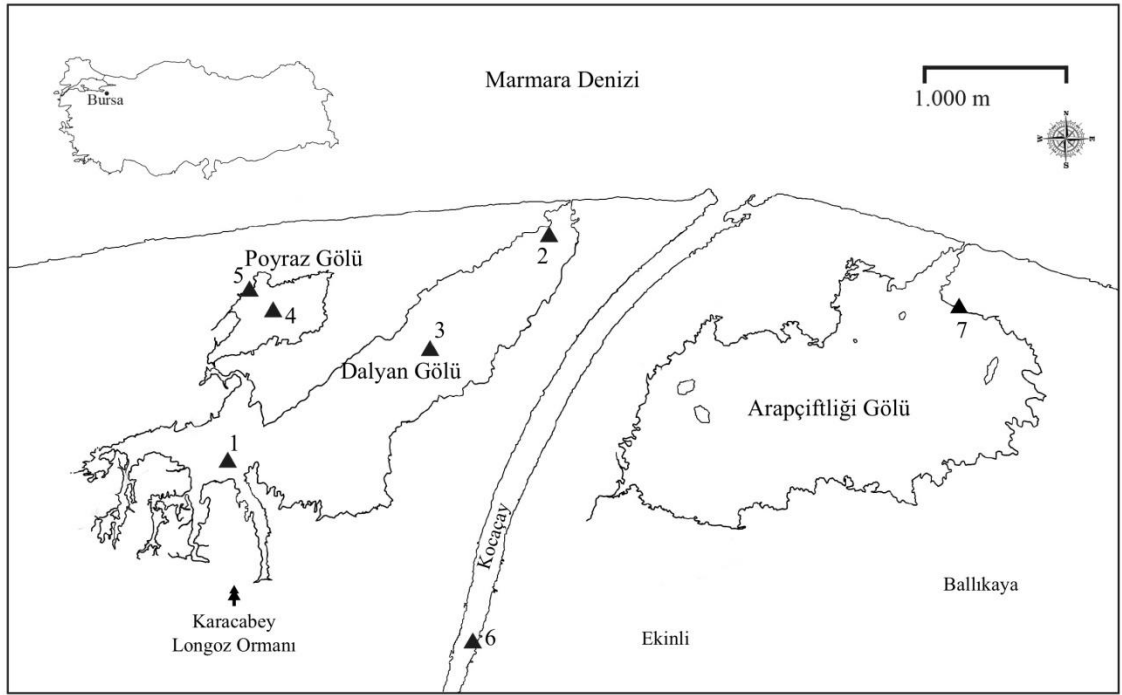 Marmara Denizi
Bursa
1.000 m
N
W
E
S
Poyraz Gölü
5
4
2
3
Dalyan Gölü
7
Arapçiftliği Gölü
1
Kocaçay
Ballıkaya
Karacabey
Longoz Ormanı
6
Ekinli